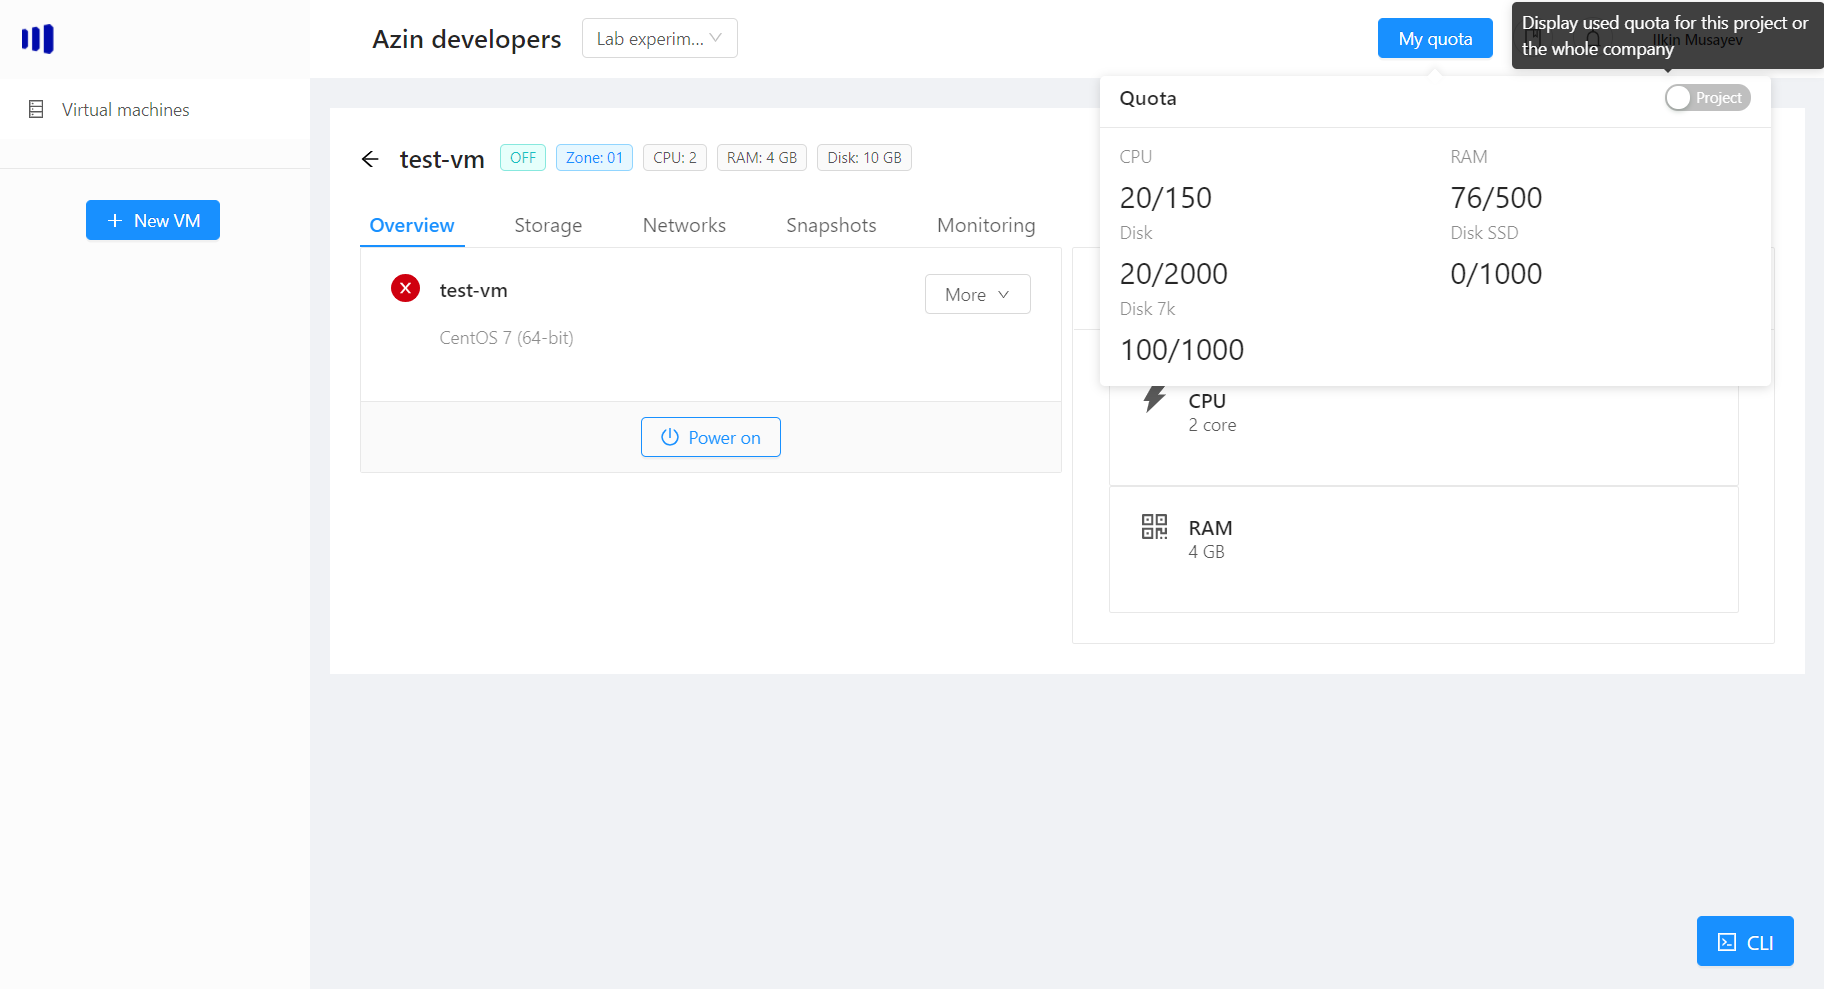 Azin developers
Lab experim...
My quota
Display used quota for this project or
the whole company
Ilkin Musayev
Virtual machines
New VM
test-vm
OFF
Zone: 01
CPU: 2
RAM: 4 GB
Disk: 10 GB
Overview
Storage
Networks
Snapshots
Monitoring
test-vm
More
CentOS 7 (64-bit)
Power on
Quota
Project
CPU
RAM
20/150
76/500
Disk
Disk SSD
20/2000
0/1000
Disk 7k
100/1000
CPU
2 core
RAM
4 GB
CLI